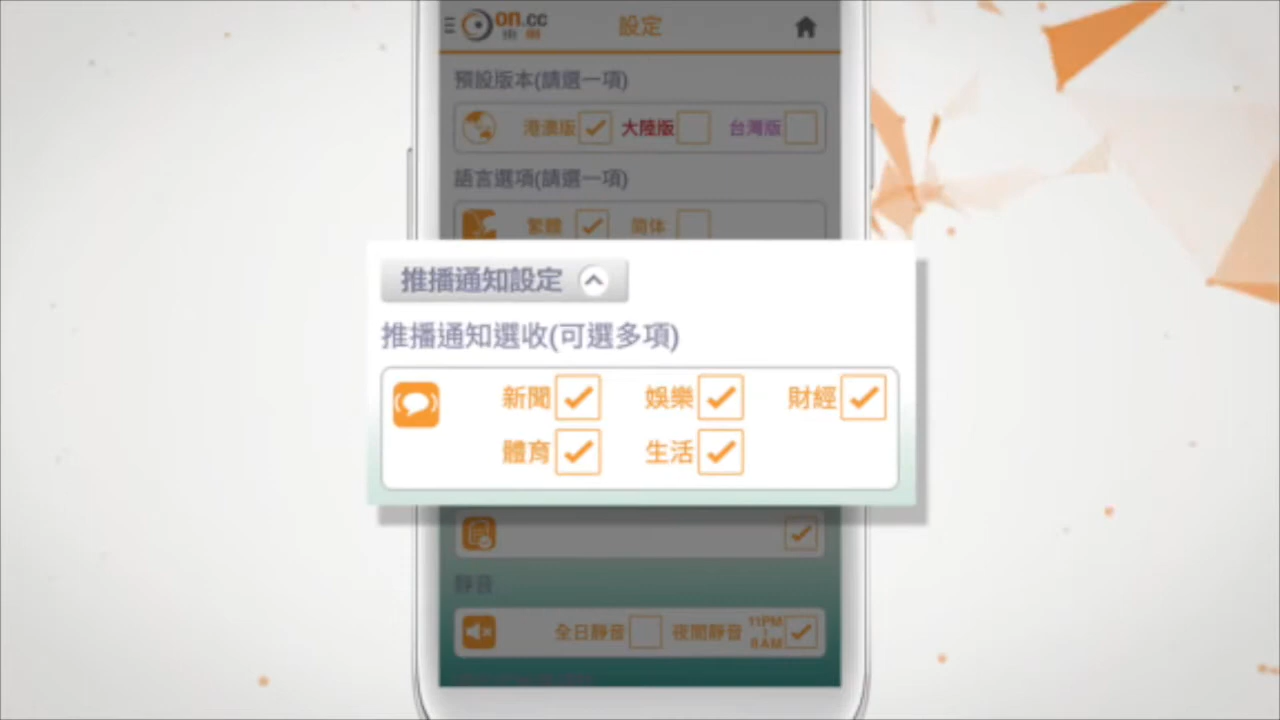 on.cc
東網
設定
預設版本(請選一項)
港澳版 大陸版 台灣版
語言選項(請選一項)
繁體 简体
推播通知設定
推播通知選收(可選多項)
新聞 娛樂 財經
體育 生活
靜音
全日靜音 夜間靜音 11PM
8AM